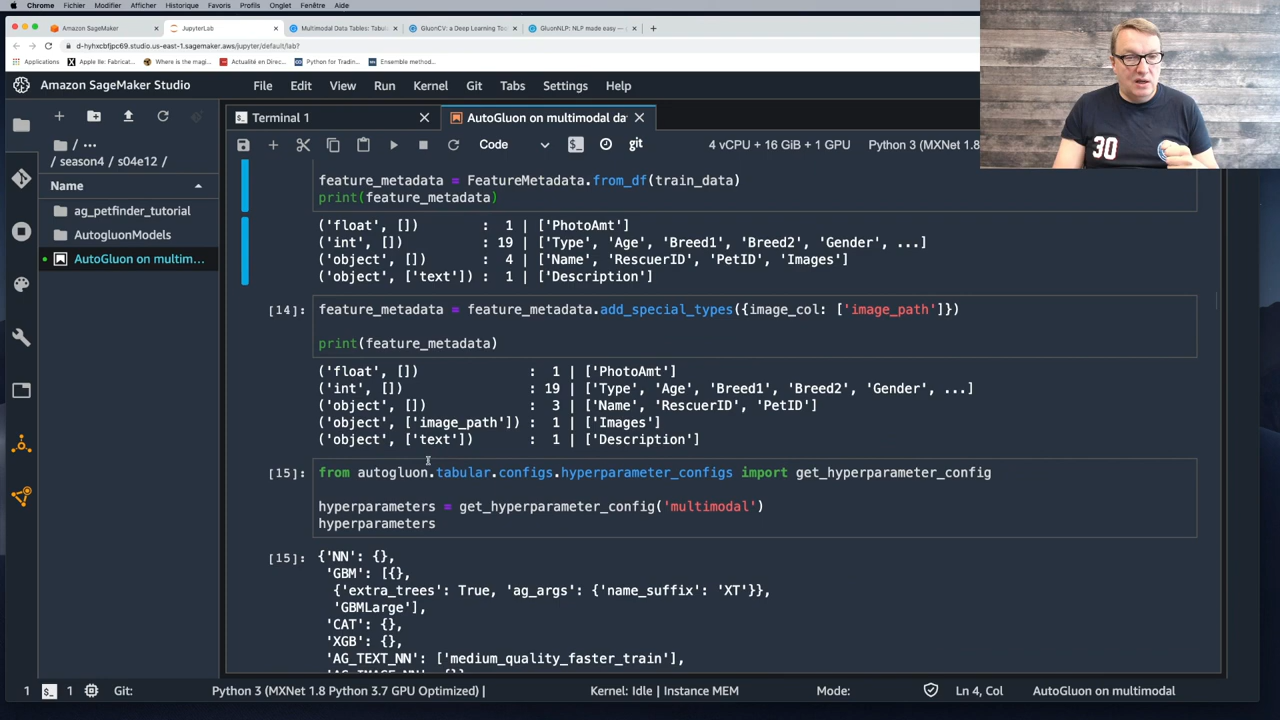 Chrome Fichier Modifier Afficher Historique Favoris Profils Onglet Fenêtre Aide
Amazon SageMaker
JupyterLab
Multimodal Data Tables: Tabul
GluonCV: a Deep Learning Too
GluonNLP: NLP made easy —
d-hyhxcbfjpc69.studio.us-east-1.sagemaker.aws/jupyter/default/lab?
Applications
Apple IIe: Fabricat...
Where is the magi...
Actualité en Direc...
Python for Tradin...
Ensemble method...
Amazon SageMaker Studio
File Edit View Run Kernel Git Tabs Settings Help
Terminal 1
AutoGluon on multimodal da
Code
git
4 vCPU + 16 GiB + 1 GPU
Python 3 (MXNet 1.8
/ ...
/ season4 / s04e12 /
Name
ag_petfinder_tutorial
AutogluonModels
AutoGluon on multim...
feature_metadata = FeatureMetadata.from_df(train_data)
print(feature_metadata)
('float', []) : 1 | ['PhotoAmt']
('int', []) : 19 | ['Type', 'Age', 'Breed1', 'Breed2', 'Gender', ...]
('object', []) : 4 | ['Name', 'RescuerID', 'PetID', 'Images']
('object', ['text']) : 1 | ['Description']
[14]: feature_metadata = feature_metadata.add_special_types({image_col: ['image_path']})
print(feature_metadata)
('float', []) : 1 | ['PhotoAmt']
('int', []) : 19 | ['Type', 'Age', 'Breed1', 'Breed2', 'Gender', ...]
('object', []) : 3 | ['Name', 'RescuerID', 'PetID']
('object', ['image_path']) : 1 | ['Images']
('object', ['text']) : 1 | ['Description']
[15]: from autogluon.tabular.configs.hyperparameter_configs import get_hyperparameter_config
hyperparameters = get_hyperparameter_config('multimodal')
hyperparameters
[15]: {'NN': {},
'GBM': [{},
{'extra_trees': True, 'ag_args': {'name_suffix': 'XT'}},
'GBMLarge'],
'CAT': {},
'XGB': {},
'AG_TEXT_NN': ['medium_quality_faster_train'],
'AG_IMAGE_NN': {}}
30
1 1 Git: Python 3 (MXNet 1.8 Python 3.7 GPU Optimized) | Kernel: Idle | Instance MEM Mode: Ln 4, Col AutoGluon on multimodal